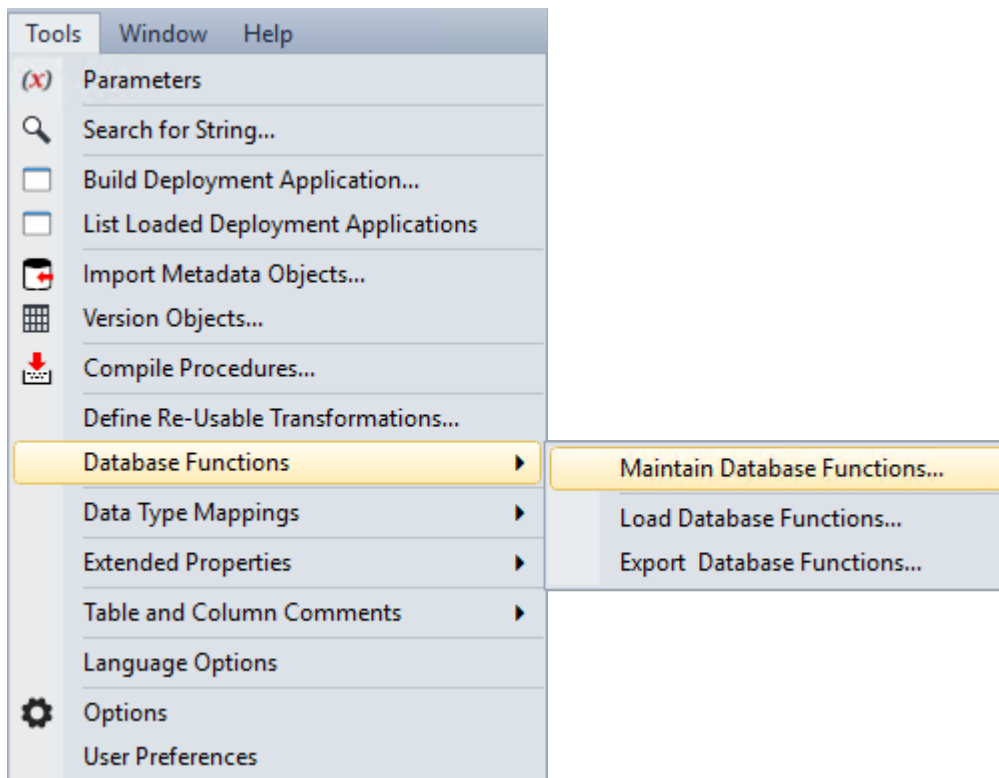 Tools Window Help
(x) Parameters
Search for String...
Build Deployment Application...
List Loaded Deployment Applications
Import Metadata Objects...
Version Objects...
Compile Procedures...
Define Re-Usable Transformations...
Database Functions
Maintain Database Functions...
Load Database Functions...
Export  Database Functions...
Data Type Mappings
Extended Properties
Table and Column Comments
Language Options
Options
User Preferences